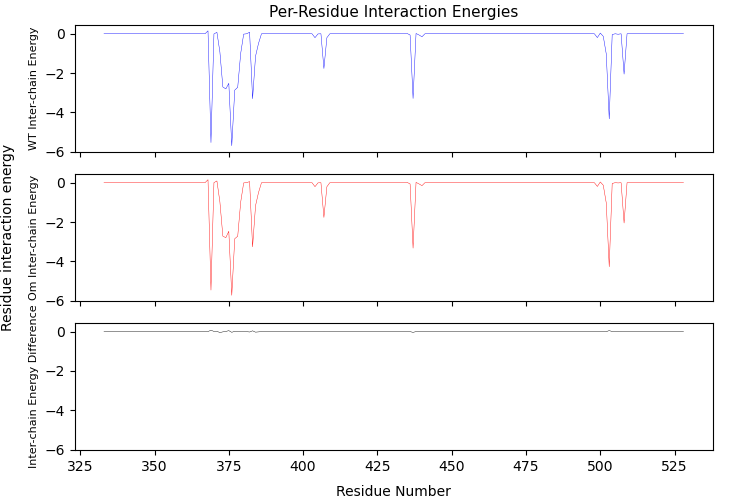 Per-Residue Interaction Energies
Residue interaction energy
WT Inter-chain Energy
0
−2
−4
−6
Om Inter-chain Energy
0
−2
−4
−6
Inter-chain Energy Difference
0
−2
−4
−6
325 350 375 400 425 450 475 500 525
Residue Number